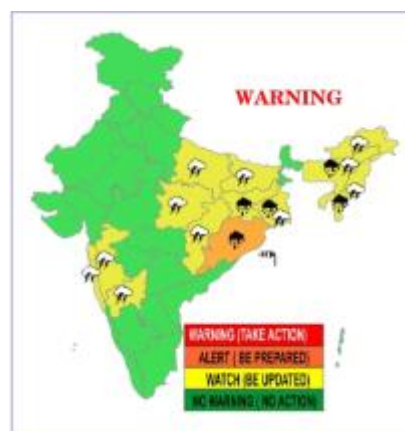 WARNING
WARNING (TAKE ACTION)
ALERT ( BE PREPARED)
WATCH (BE UPDATED)
NO WARNING ( NO ACTION)